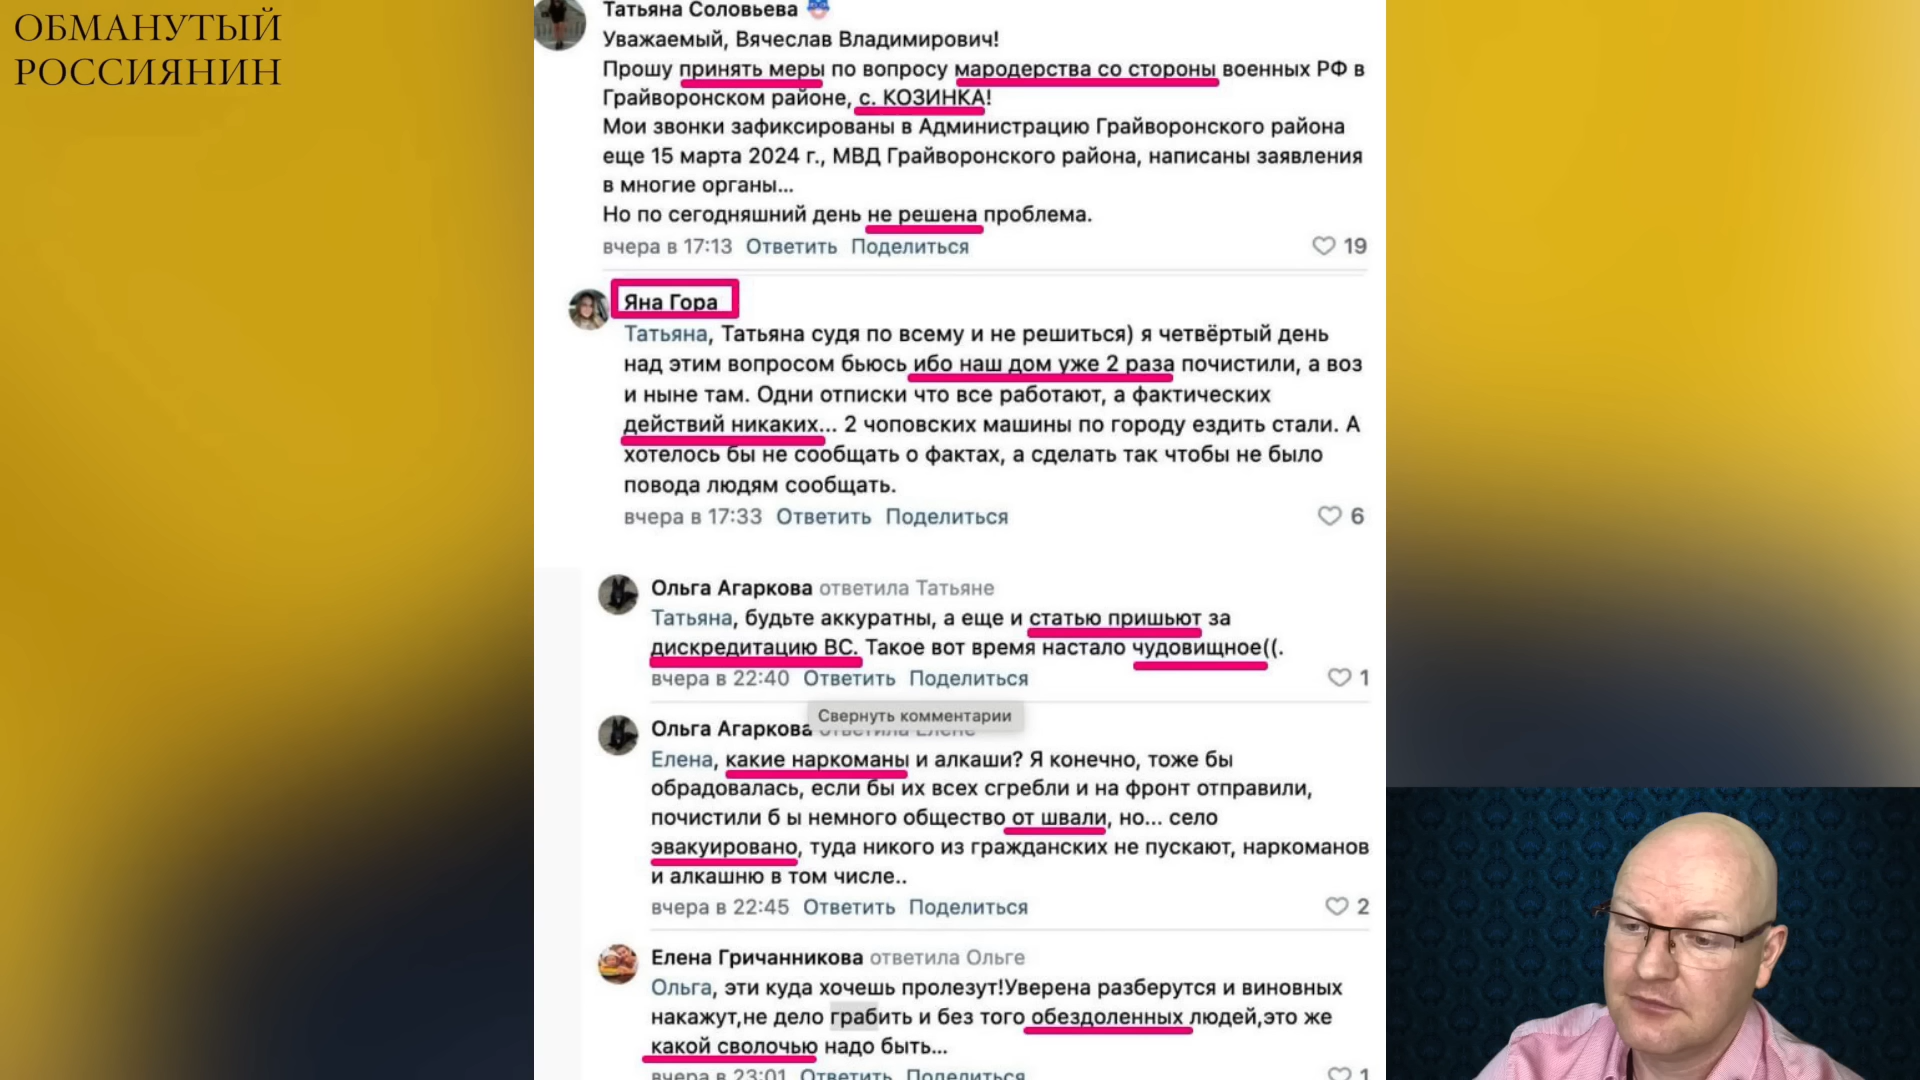 ОБМАНУТЫЙ
РОССИЯНИН
Татьяна Соловьева
Уважаемый, Вячеслав Владимирович!
Прошу принять меры по вопросу мародерства со стороны военных РФ в
Грайворонском районе, с. КОЗИНКА!
Мои звонки зафиксированы в Администрацию Грайворонского района
еще 15 марта 2024 г., МВД Грайворонского района, написаны заявления
в многие органы...
Но по сегодняшний день не решена проблема.
вчера в 17:13 Ответить Поделиться 19
Яна Гора
Татьяна, Татьяна судя по всему и не решиться) я четвёртый день
над этим вопросом бьюсь ибо наш дом уже 2 раза почистили, а воз
и ныне там. Одни отписки что все работают, а фактических
действий никаких... 2 чоповских машины по городу ездить стали. А
хотелось бы не сообщать о фактах, а сделать так чтобы не было
повода людям сообщать.
вчера в 17:33 Ответить Поделиться 6
Ольга Агаркова ответила Татьяне
Татьяна, будьте аккуратны, а еще и статью пришьют за
дискредитацию ВС. Такое вот время настало чудовищное((.
вчера в 22:40 Ответить Поделиться 1
Свернуть комментарии
Ольга Агаркова ответила Елене
Елена, какие наркоманы и алкаши? Я конечно, тоже бы
обрадовалась, если бы их всех сгребли и на фронт отправили,
почистили б ы немного общество от швали, но... село
эвакуировано, туда никого из гражданских не пускают, наркоманов
и алкашню в том числе..
вчера в 22:45 Ответить Поделиться 2
Елена Гричанникова ответила Ольге
Ольга, эти куда хочешь пролезут!Уверена разберутся и виновных
накажут,не дело грабить и без того обездоленных людей,это же
какой сволочью надо быть...
вчера в 23:01 Ответить Поделиться 1